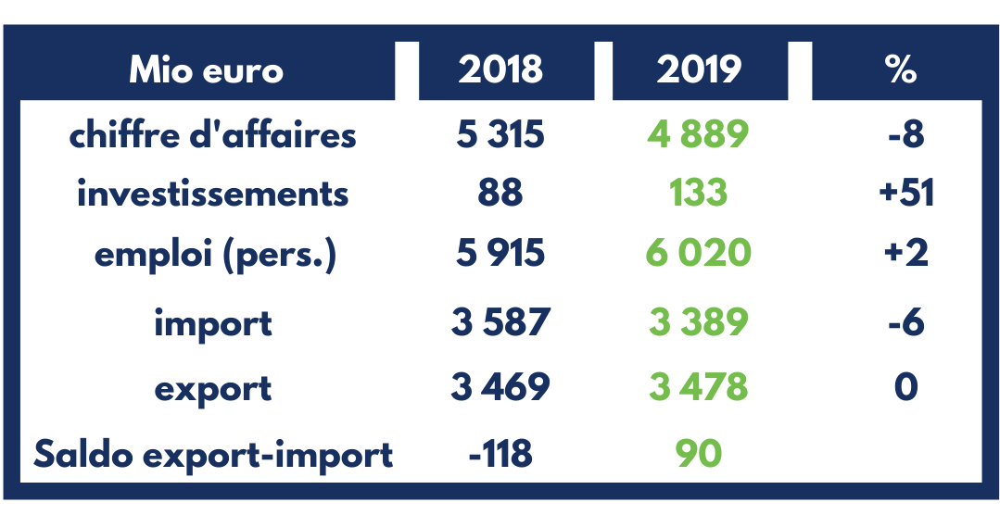 Mio euro 2018 2019 %
chiffre d'affaires 5 315 4 889 -8
investissements 88 133 +51
emploi (pers.) 5 915 6 020 +2
import 3 587 3 389 -6
export 3 469 3 478 0
Saldo export-import -118 90